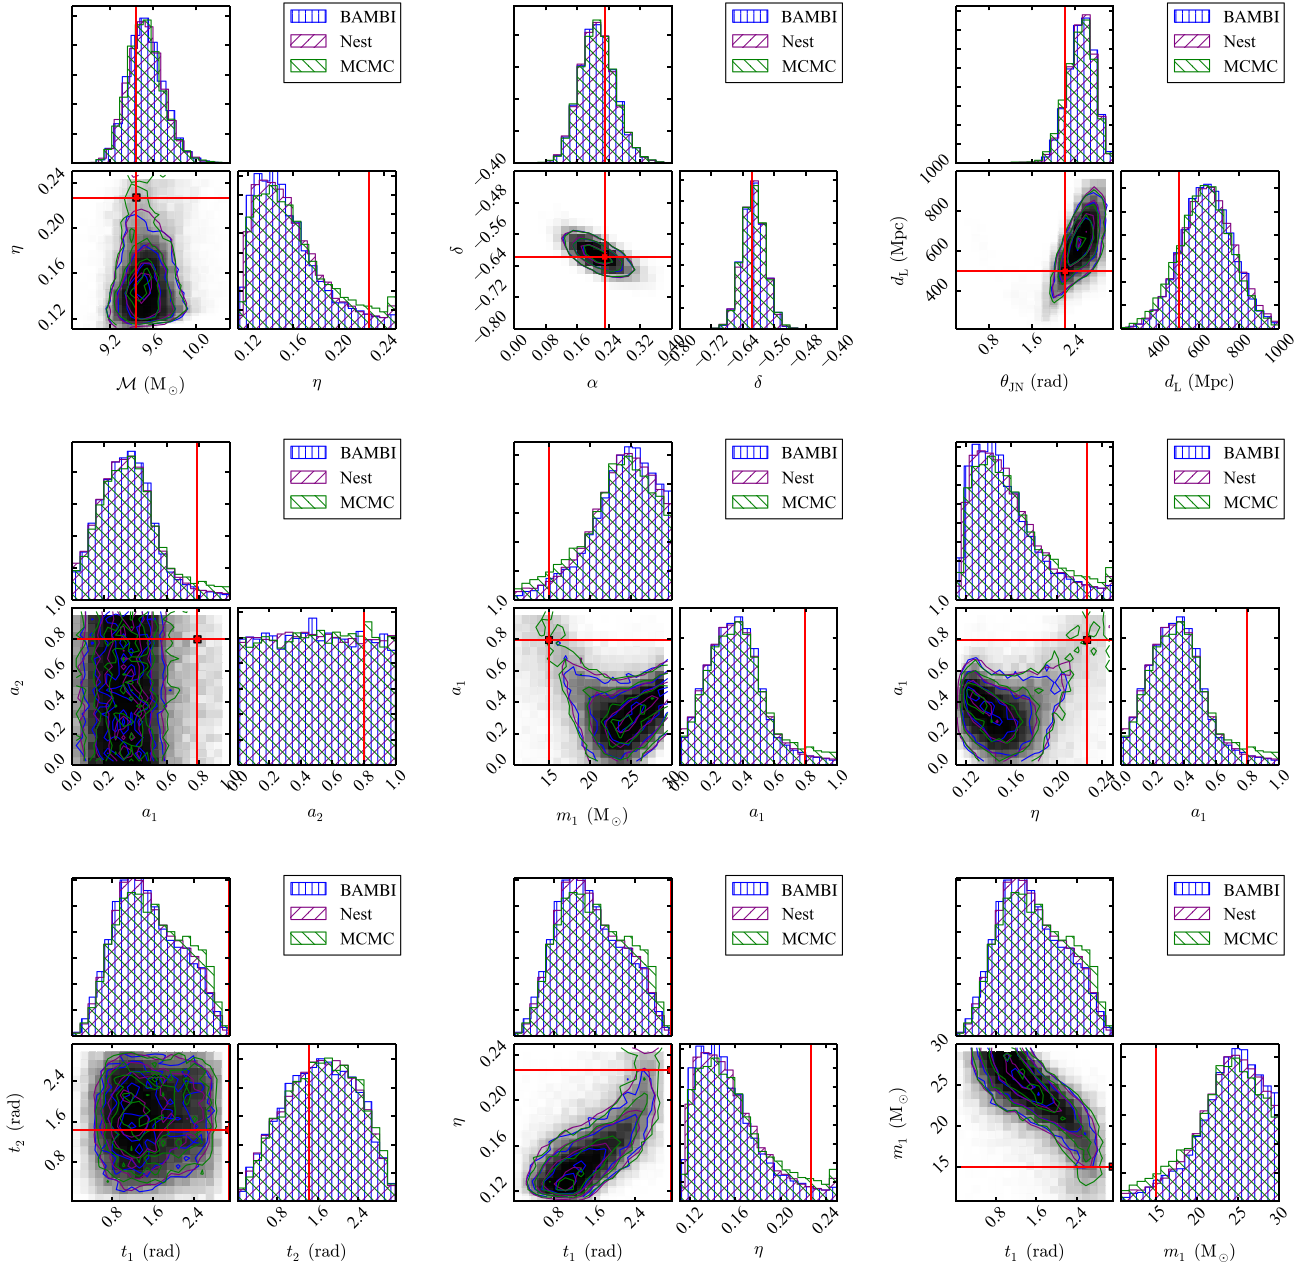 BAMBI
Nest
MCMC
BAMBI
Nest
MCMC
BAMBI
Nest
MCMC
0.24
0.20
0.16
0.12
η
9.2 9.6 10.0
ℳ (M⊙)
0.12 0.16 0.20 0.24
η
−0.40
−0.48
−0.56
−0.64
−0.72
−0.80
δ
0.00 0.08 0.16 0.24 0.32 0.40
α
−0.80 −0.72 −0.64 −0.56 −0.48 −0.40
δ
1000
800
600
400
d_L (Mpc)
0.8 1.6 2.4
θ_JN (rad)
400 600 800 1000
d_L (Mpc)
BAMBI
Nest
MCMC
BAMBI
Nest
MCMC
BAMBI
Nest
MCMC
1.0
0.8
0.6
0.4
0.2
0.0
a₂
0.0 0.2 0.4 0.6 0.8 1.0
a₁
0.0 0.2 0.4 0.6 0.8 1.0
a₂
1.0
0.8
0.6
0.4
0.2
0.0
a₁
15 20 25 30
m₁ (M⊙)
0.0 0.2 0.4 0.6 0.8 1.0
a₁
1.0
0.8
0.6
0.4
0.2
0.0
a₁
0.12 0.16 0.20 0.24
η
0.0 0.2 0.4 0.6 0.8 1.0
a₁
BAMBI
Nest
MCMC
BAMBI
Nest
MCMC
BAMBI
Nest
MCMC
2.4
1.6
0.8
t₂ (rad)
0.8 1.6 2.4
t₁ (rad)
0.8 1.6 2.4
t₂ (rad)
0.24
0.20
0.16
0.12
η
0.8 1.6 2.4
t₁ (rad)
0.12 0.16 0.20 0.24
η
30
25
20
15
m₁ (M⊙)
0.8 1.6 2.4
t₁ (rad)
15 20 25 30
m₁ (M⊙)